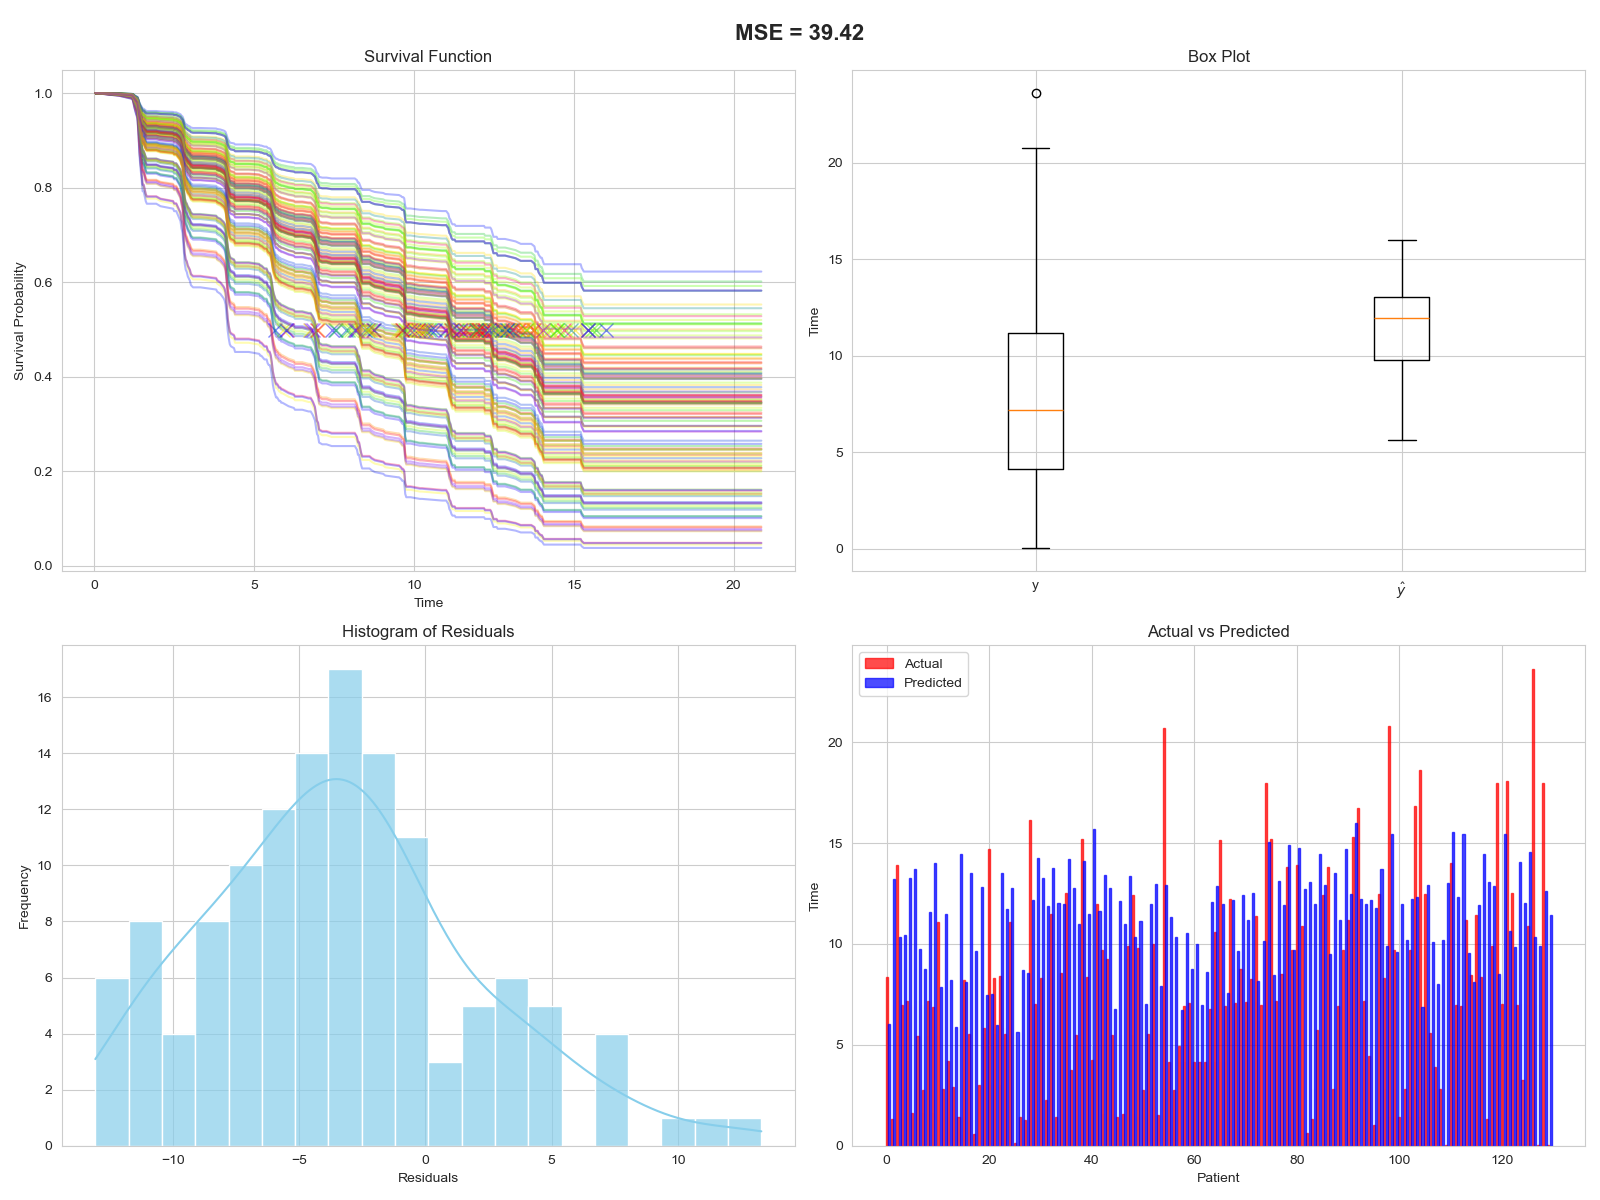 MSE = 39.42
Survival Function
1.0
0.8
0.6
0.4
0.2
0.0
Survival Probability
0 5 10 15 20
Time
Box Plot
20
15
10
5
0
Time
y ŷ
Histogram of Residuals
16
14
12
10
8
6
4
2
0
Frequency
−10 −5 0 5 10
Residuals
Actual vs Predicted
Actual
Predicted
20
15
10
5
0
Time
0 20 40 60 80 100 120
Patient